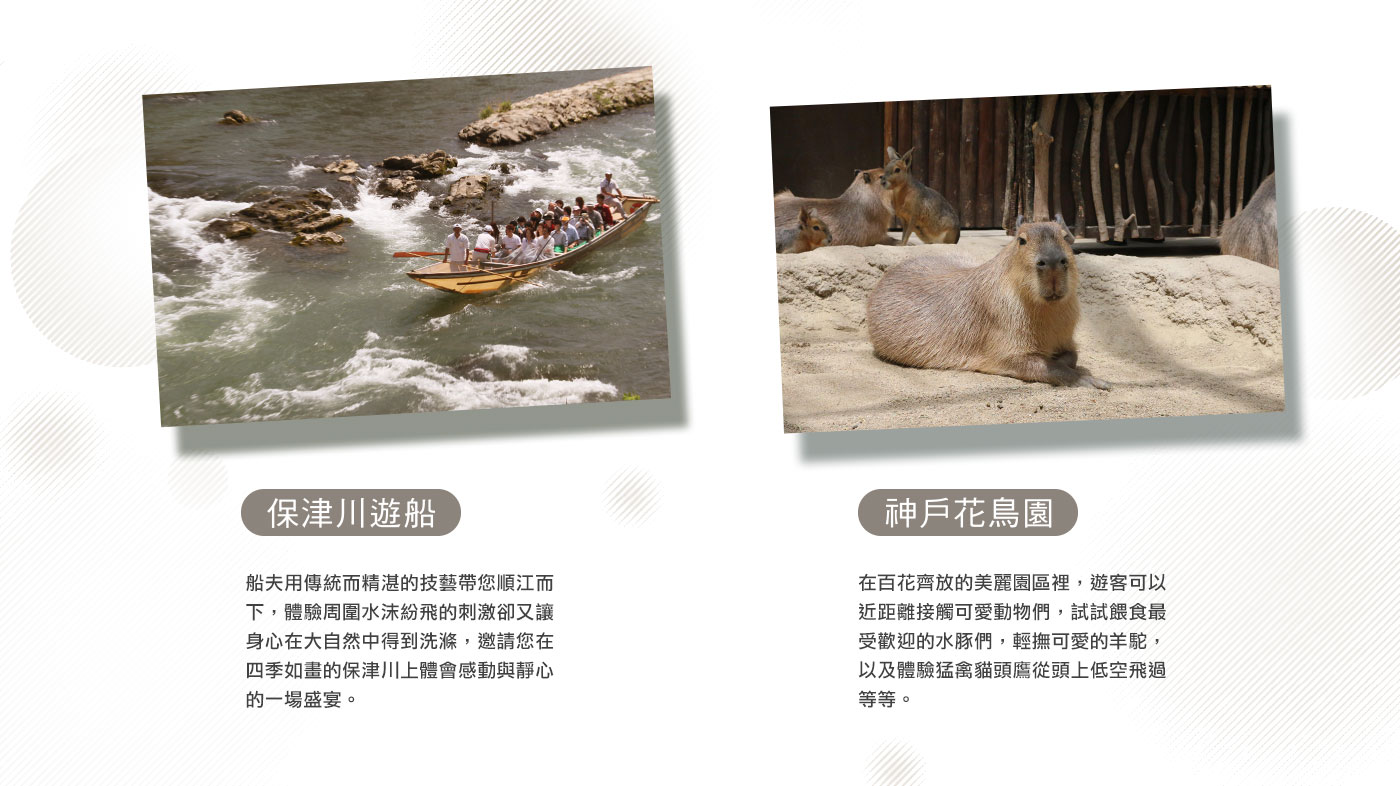 保津川遊船
船夫用傳統而精湛的技藝帶您順江而
下，體驗周圍水沫紛飛的刺激卻又讓
身心在大自然中得到洗滌，邀請您在
四季如畫的保津川上體會感動與靜心
的一場盛宴。
神戶花鳥園
在百花齊放的美麗園區裡，遊客可以
近距離接觸可愛動物們，試試餵食最
受歡迎的水豚們，輕撫可愛的羊駝，
以及體驗猛禽貓頭鷹從頭上低空飛過
等等。